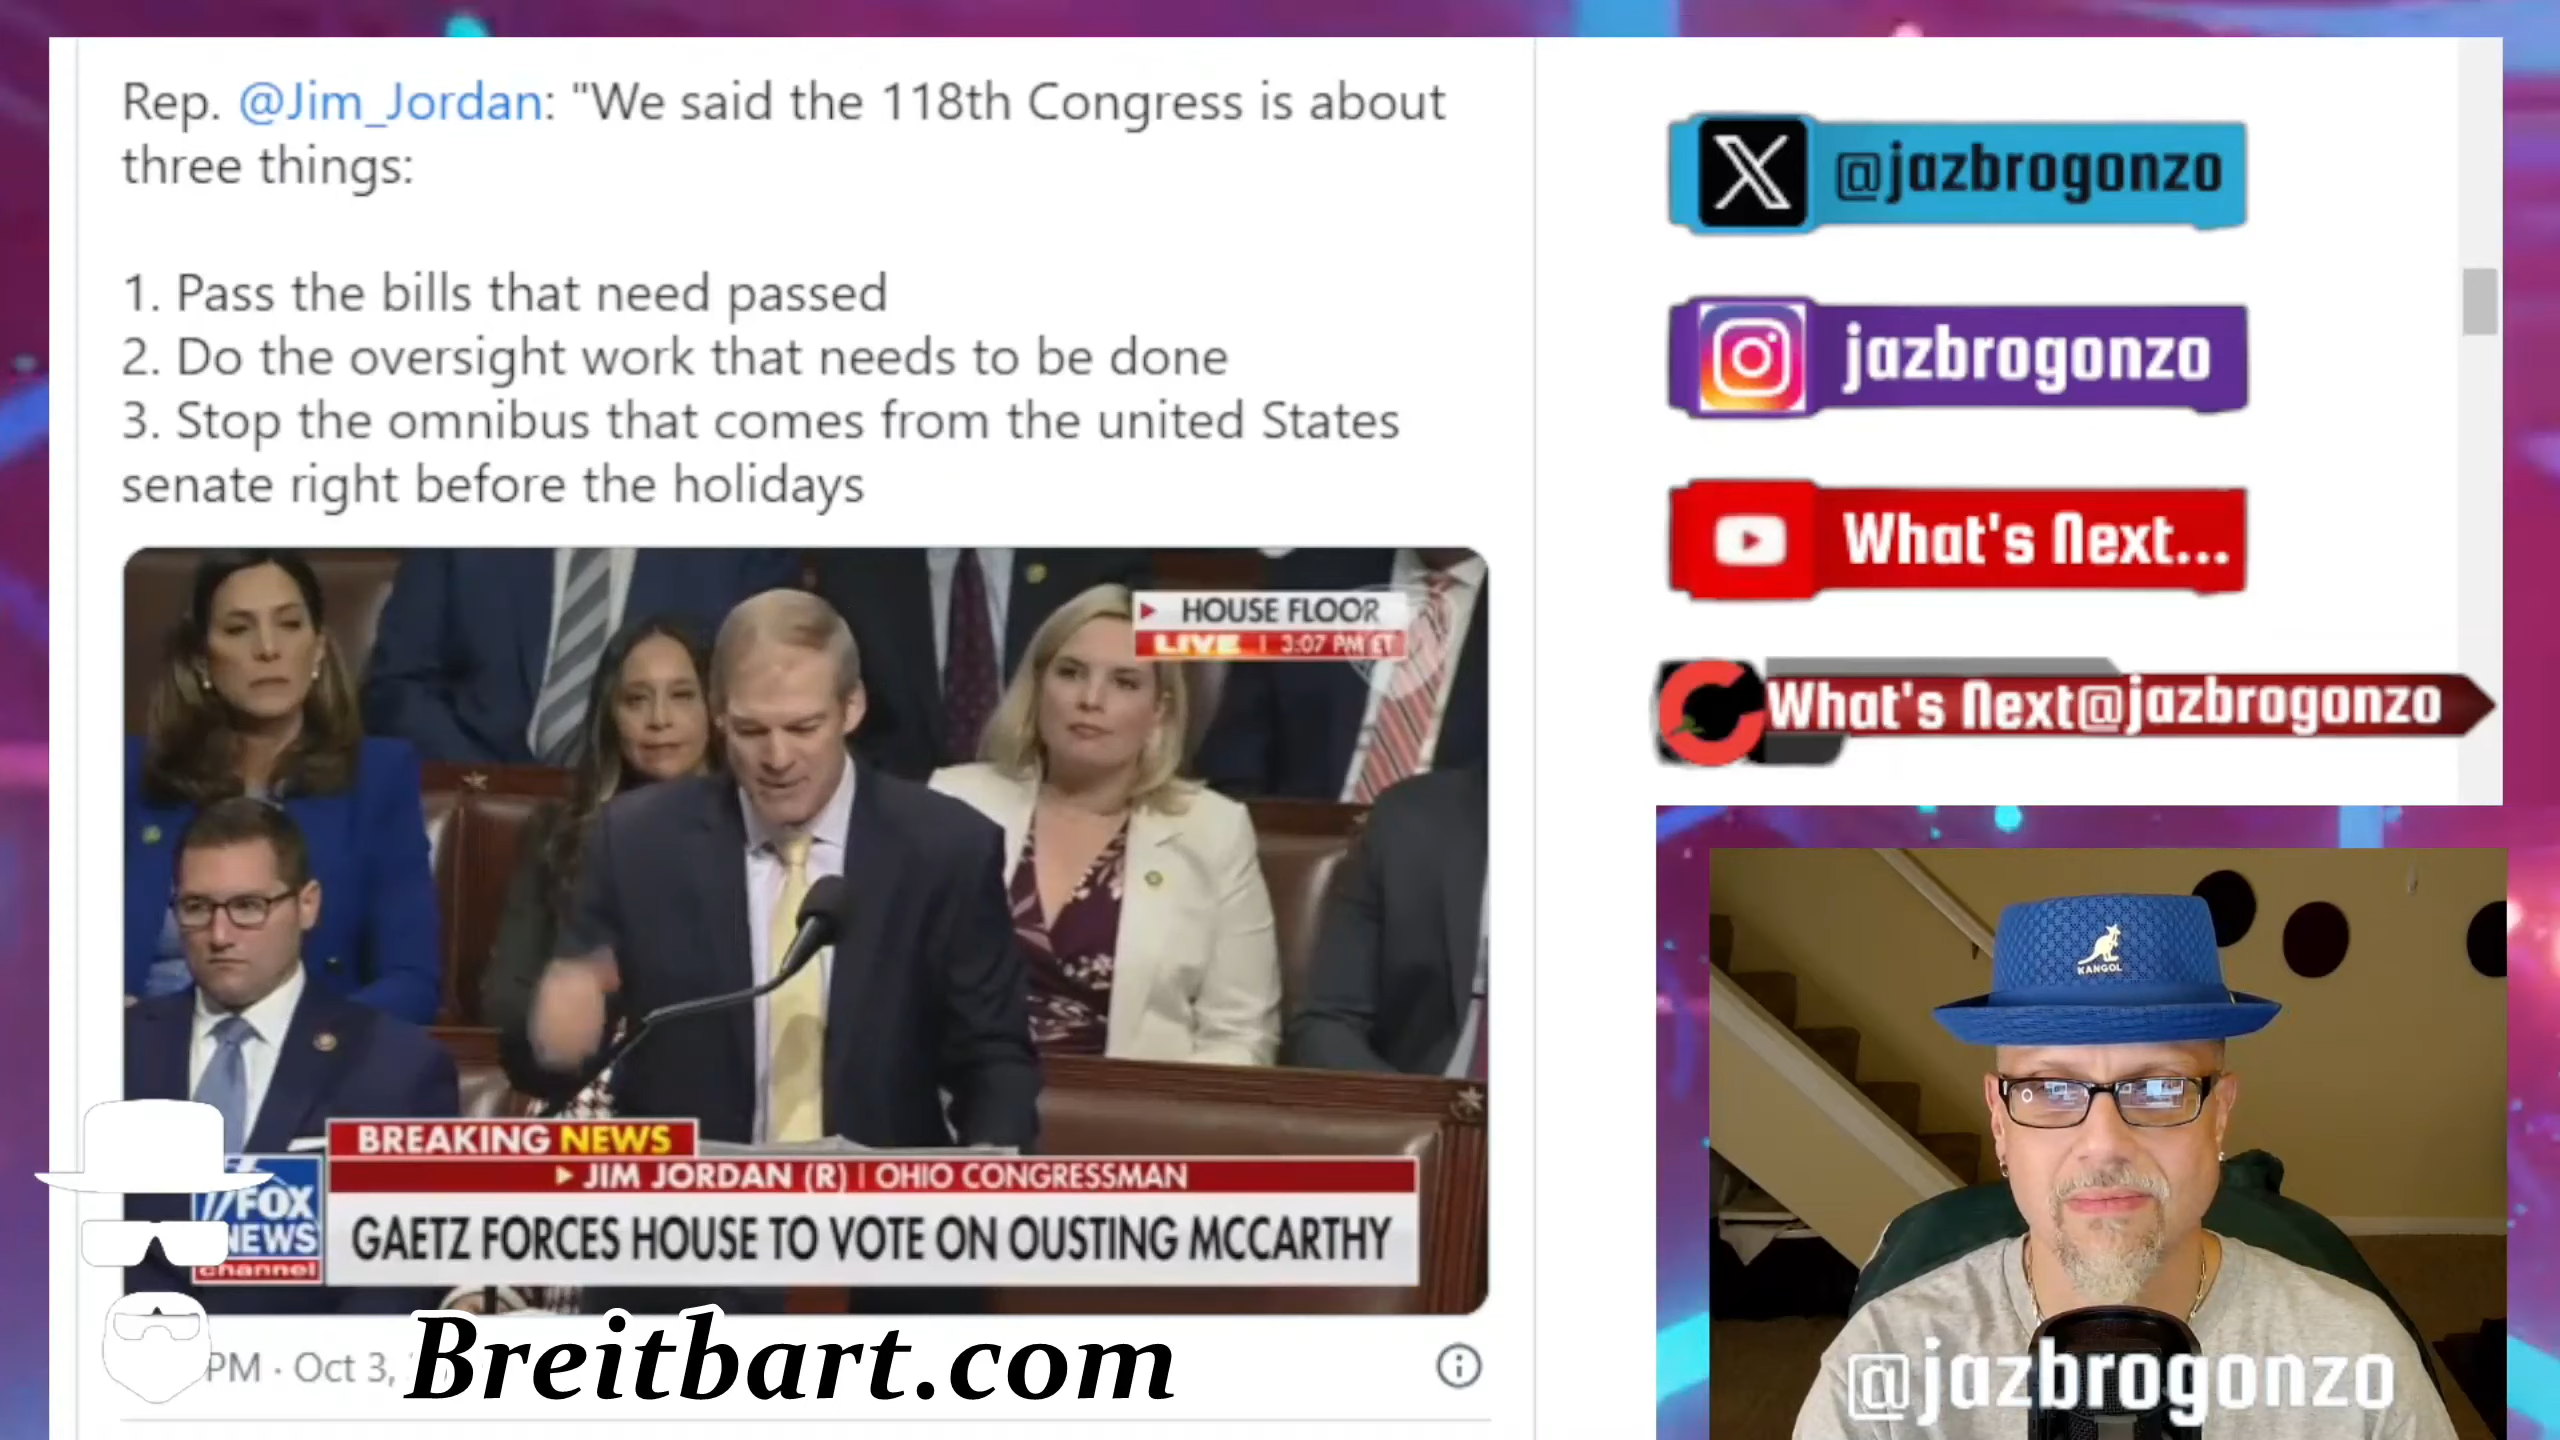 Rep. @Jim_Jordan: "We said the 118th Congress is about
three things:
1. Pass the bills that need passed
2. Do the oversight work that needs to be done
3. Stop the omnibus that comes from the united States
senate right before the holidays
HOUSE FLOOR
LIVE | 3:07 PM ET
BREAKING NEWS
JIM JORDAN (R) | OHIO CONGRESSMAN
GAETZ FORCES HOUSE TO VOTE ON OUSTING MCCARTHY
FOX
NEWS
channel
PM · Oct 3,
Breitbart.com
@jazbrogonzo
jazbrogonzo
What's Next...
What's Next@jazbrogonzo
KANGOL
@jazbrogonzo